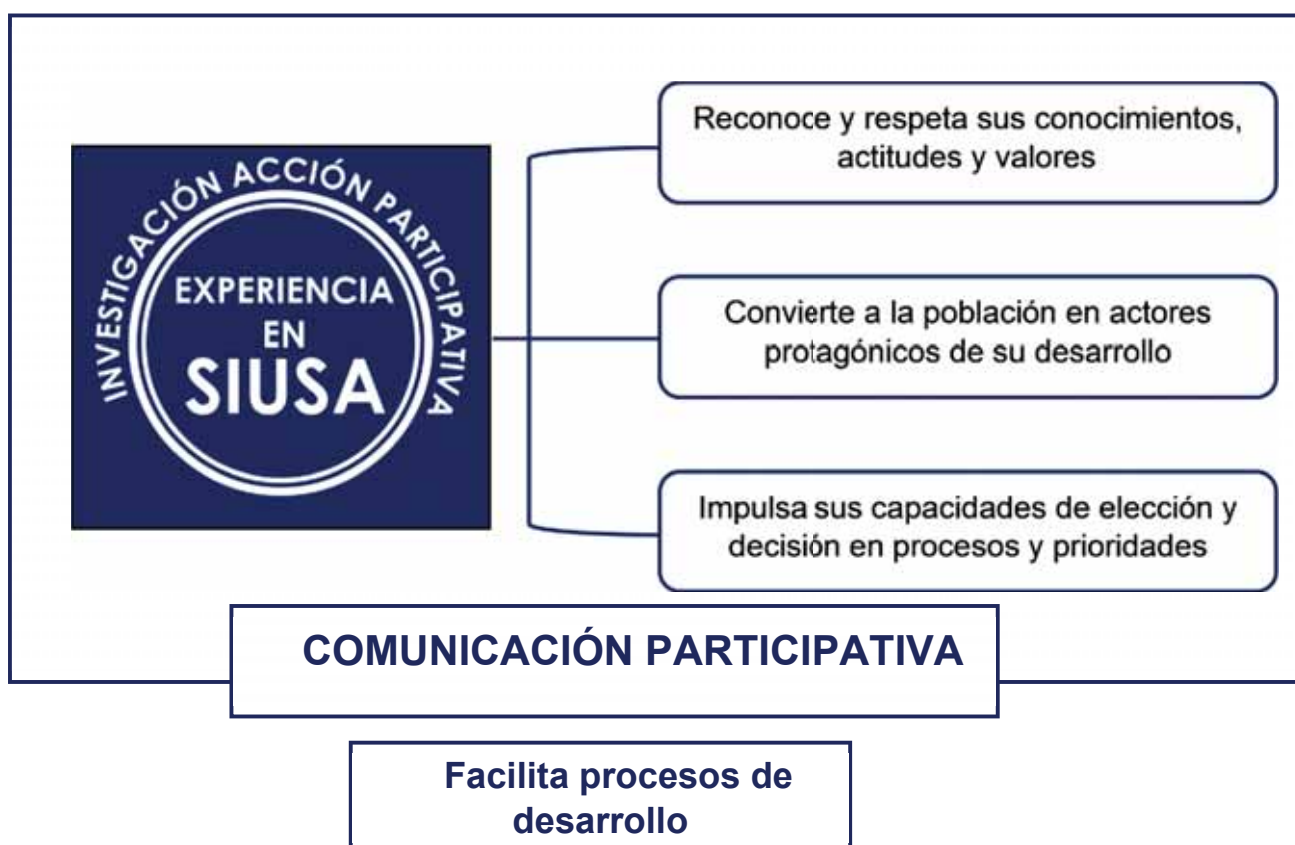 INVESTIGACIÓN ACCIÓN PARTICIPATIVA
EXPERIENCIA
EN
SIUSA
Reconoce y respeta sus conocimientos,
actitudes y valores
Convierte a la población en actores
protagónicos de su desarrollo
Impulsa sus capacidades de elección y
decisión en procesos y prioridades
COMUNICACIÓN PARTICIPATIVA
Facilita procesos de
desarrollo